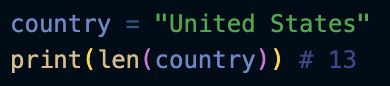 country = "United States"
print(len(country)) # 13